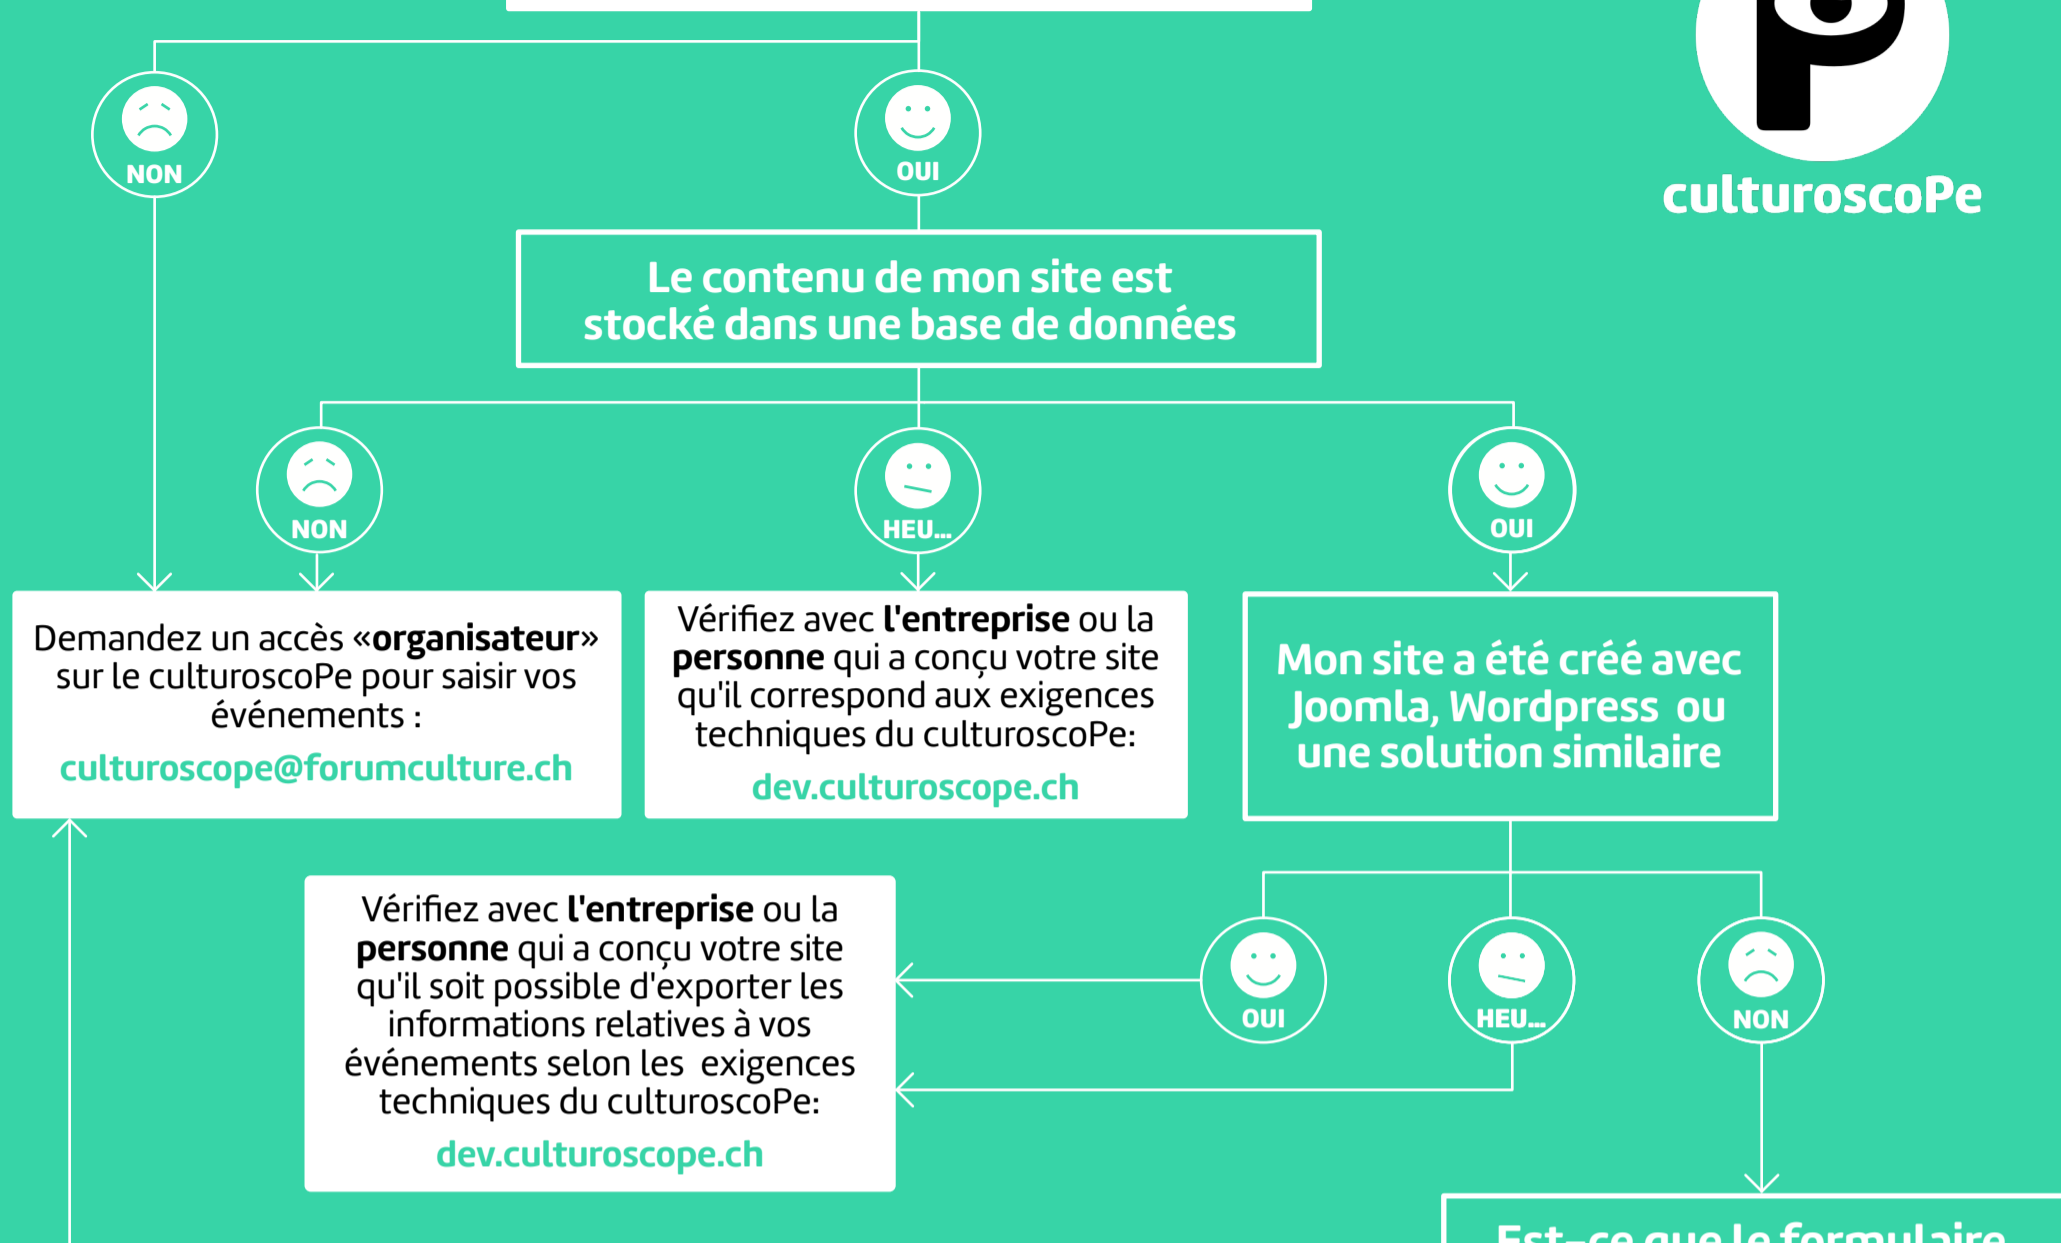 culturoscoPe
NON
OUI
Le contenu de mon site est
stocké dans une base de données
NON
HEU...
OUI
Demandez un accès «organisateur»
sur le culturoscoPe pour saisir vos
événements :
culturoscope@forumculture.ch
Vérifiez avec l'entreprise ou la
personne qui a conçu votre site
qu'il correspond aux exigences
techniques du culturoscoPe:
dev.culturoscope.ch
Mon site a été créé avec
Joomla, Wordpress ou
une solution similaire
Vérifiez avec l'entreprise ou la
personne qui a conçu votre site
qu'il soit possible d'exporter les
informations relatives à vos
événements selon les exigences
techniques du culturoscoPe:
dev.culturoscope.ch
OUI
HEU...
NON
Est-ce que le formulaire